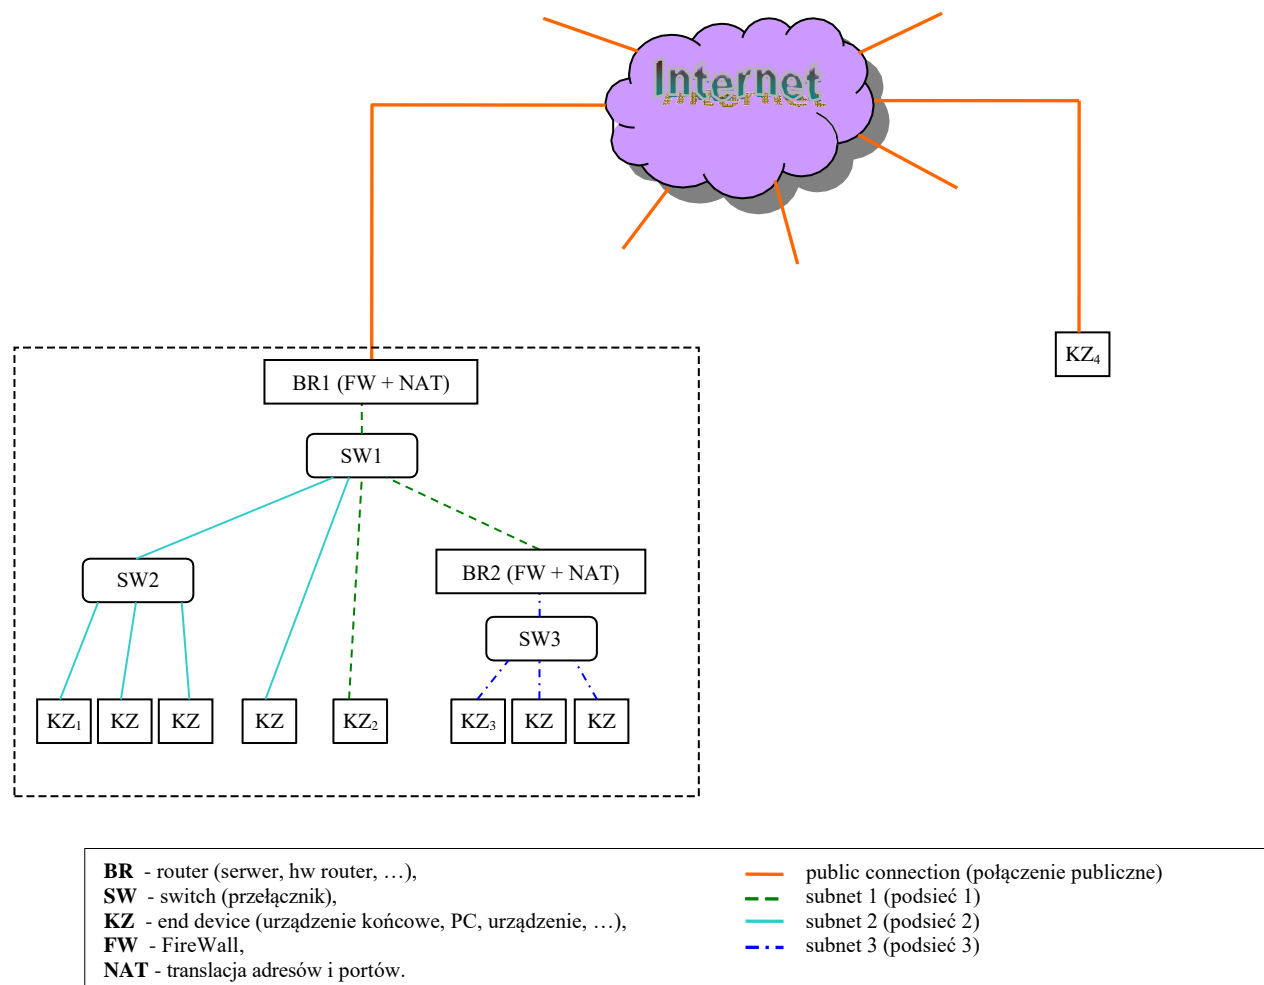 Internet
KZ₄
BR1 (FW + NAT)
SW1
BR2 (FW + NAT)
SW2
SW3
KZ₁ KZ KZ KZ KZ₂ KZ₃ KZ KZ
BR - router (serwer, hw router, …),
SW - switch (przełącznik),
KZ - end device (urządzenie końcowe, PC, urządzenie, …),
FW - FireWall,
NAT - translacja adresów i portów.
public connection (połączenie publiczne)
subnet 1 (podsieć 1)
subnet 2 (podsieć 2)
subnet 3 (podsieć 3)